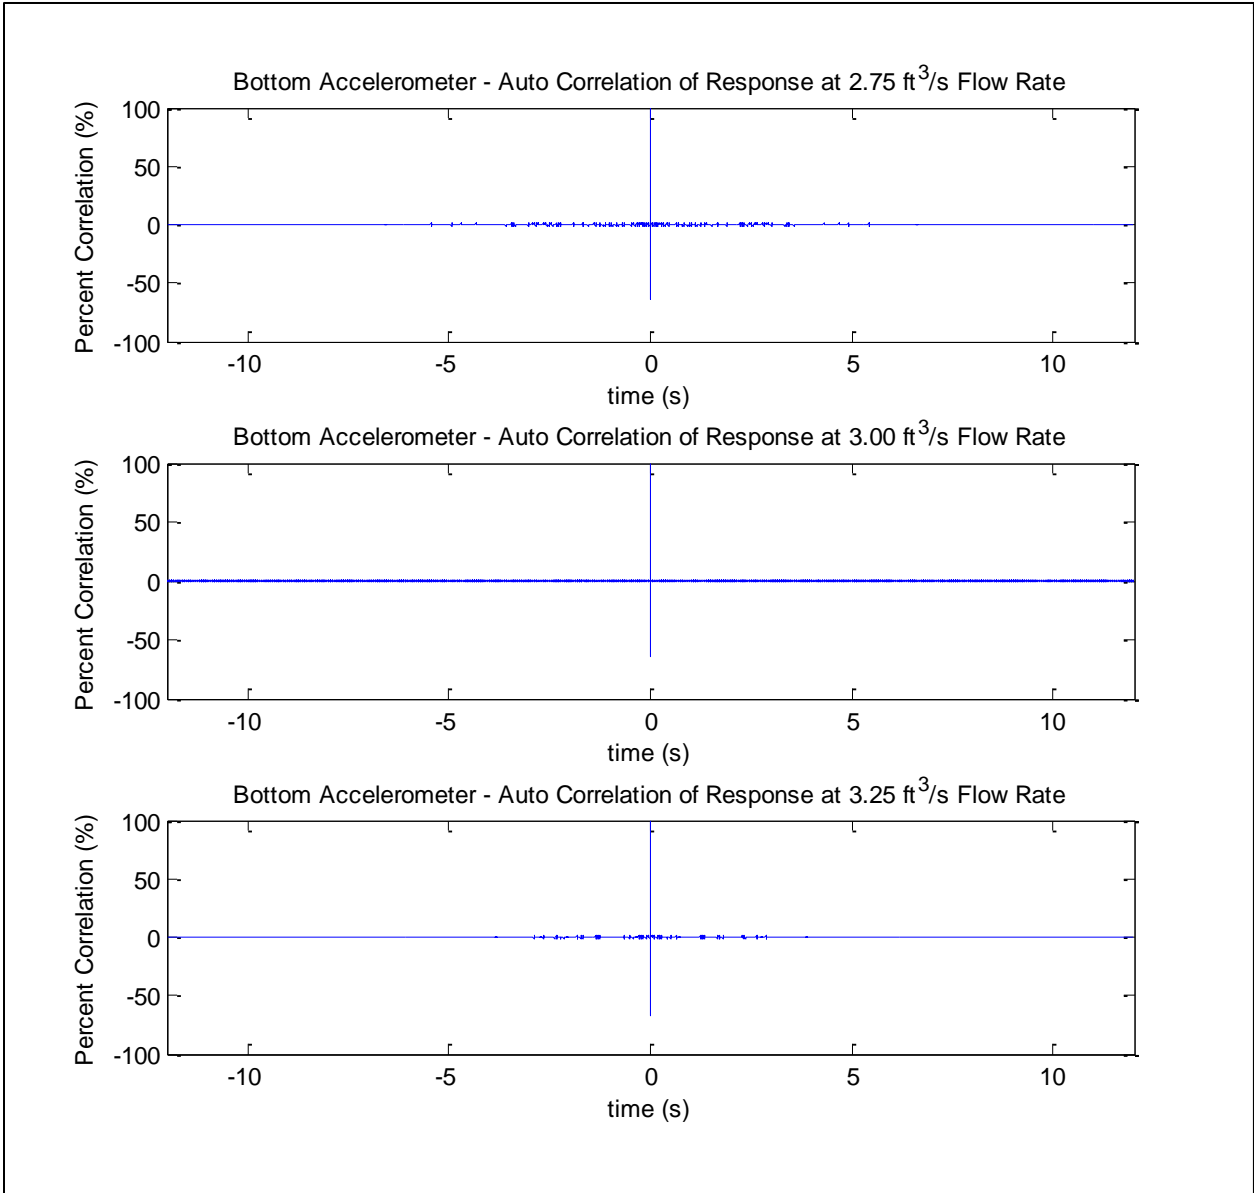 Bottom Accelerometer - Auto Correlation of Response at 2.75 ft³/s Flow Rate
Percent Correlation (%)
100
50
0
-50
-100
-10 -5 0 5 10
time (s)
Bottom Accelerometer - Auto Correlation of Response at 3.00 ft³/s Flow Rate
Percent Correlation (%)
100
50
0
-50
-100
-10 -5 0 5 10
time (s)
Bottom Accelerometer - Auto Correlation of Response at 3.25 ft³/s Flow Rate
Percent Correlation (%)
100
50
0
-50
-100
-10 -5 0 5 10
time (s)